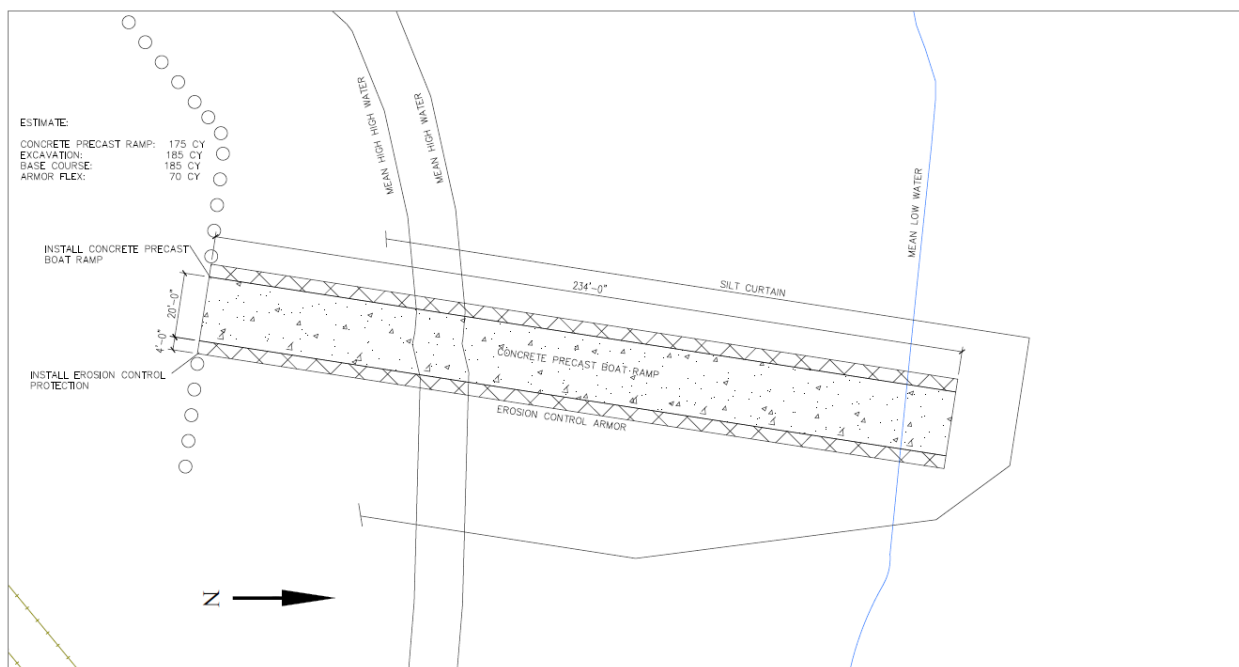 ESTIMATE:
CONCRETE PRECAST RAMP: 175 CY
EXCAVATION: 185 CY
BASE COURSE: 185 CY
ARMOR FLEX: 70 CY
MEAN HIGH HIGH WATER
MEAN HIGH WATER
MEAN LOW WATER
INSTALL CONCRETE PRECAST
BOAT RAMP
SILT CURTAIN
234'-0"
20'-0"
4'-0"
CONCRETE PRECAST BOAT RAMP
INSTALL EROSION CONTROL
PROTECTION
EROSION CONTROL ARMOR
N